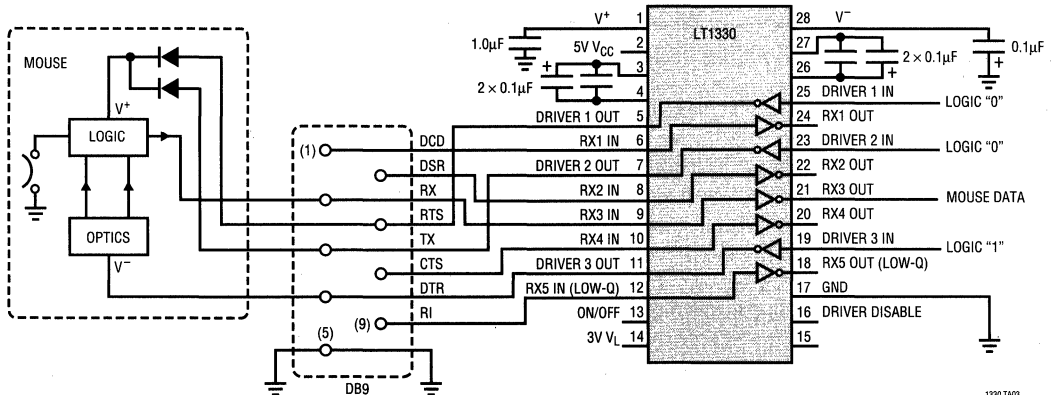 MOUSE
V+
LOGIC
OPTICS
V−
(1)
(5)
(9)
DB9
DCD
DSR
RX
RTS
TX
CTS
DTR
RI
1.0µF
+
2 × 0.1µF
V+
5V VCC
DRIVER 1 OUT
RX1 IN
DRIVER 2 OUT
RX2 IN
RX3 IN
RX4 IN
DRIVER 3 OUT
RX5 IN (LOW-Q)
ON/OFF
3V VL
1
2
3
4
5
6
7
8
9
10
11
12
13
14
LT1330
28 V−
27
26
25 DRIVER 1 IN
24 RX1 OUT
23 DRIVER 2 IN
22 RX2 OUT
21 RX3 OUT
20 RX4 OUT
19 DRIVER 3 IN
18 RX5 OUT (LOW-Q)
17 GND
16 DRIVER DISABLE
15
2 × 0.1µF
+
0.1µF
+
LOGIC “0”
LOGIC “0”
MOUSE DATA
LOGIC “1”
1330 TA03